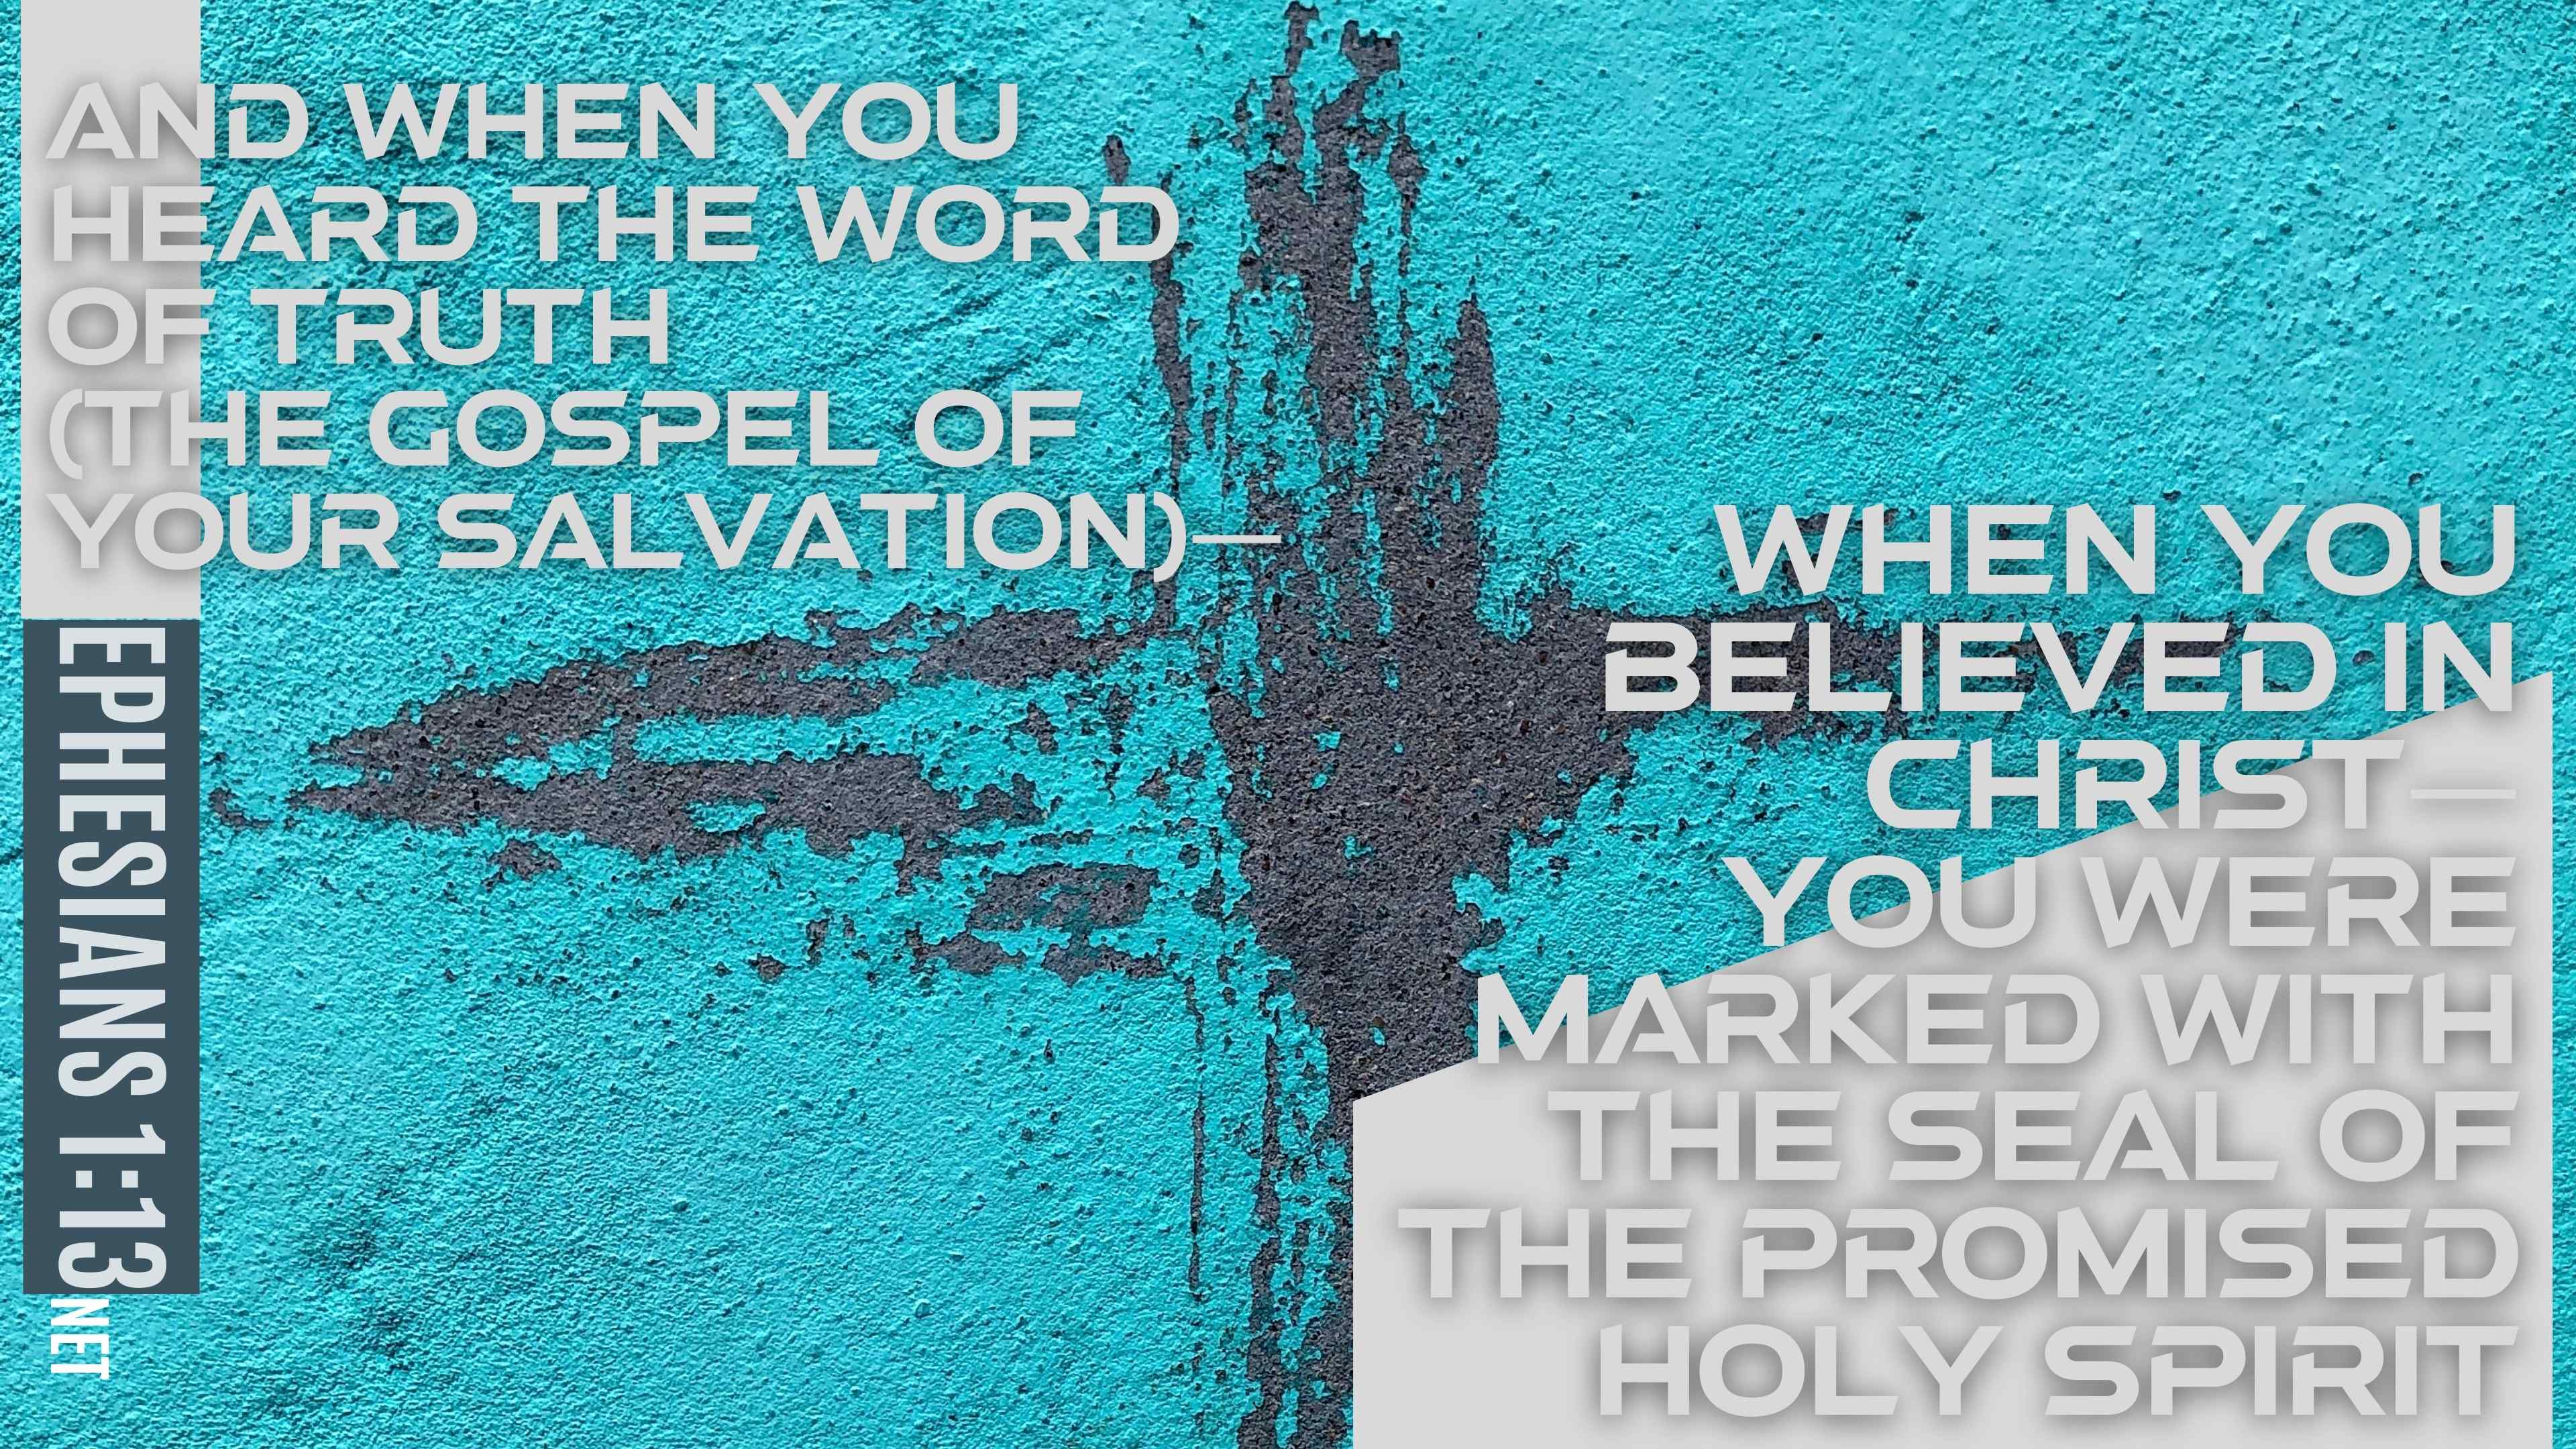 AND WHEN YOU
HEARD THE WORD
OF TRUTH
(THE GOSPEL OF
YOUR SALVATION)—
WHEN YOU
BELIEVED IN
CHRIST—
YOU WERE
MARKED WITH
THE SEAL OF
THE PROMISED
HOLY SPIRIT
EPHESIANS 1:13
NET